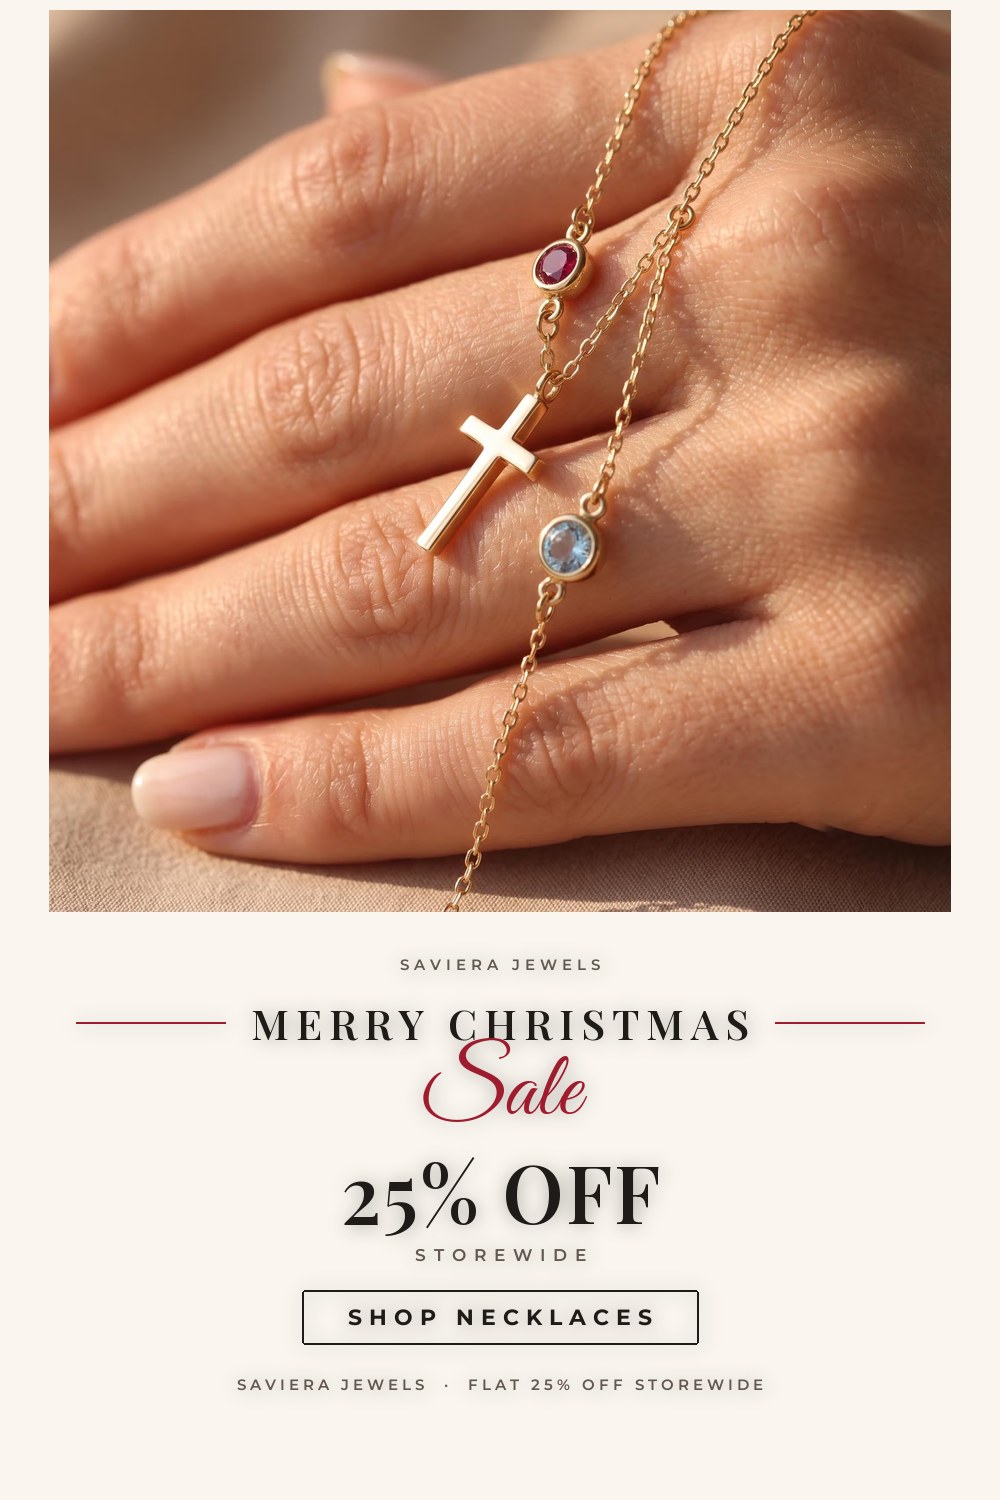 SAVIERA JEWELS
MERRY CHRISTMAS
Sale
25% OFF
STOREWIDE
SHOP NECKLACES
SAVIERA JEWELS · FLAT 25% OFF STOREWIDE